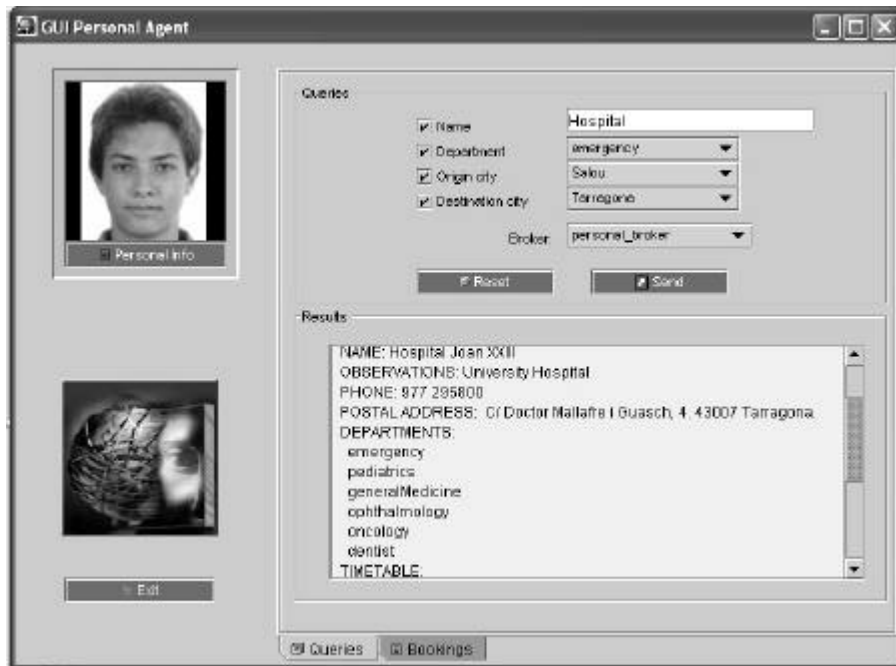 GUI Personal Agent
Personal Info
Exit
Queries
Name
Hospital
Department
emergency
Origin city
Salou
Destination city
Tarragona
Broker
personal_broker
Reset
Send
Results
NAME: Hospital Joan XXIII
OBSERVATIONS: University Hospital
PHONE: 977 295800
POSTAL ADDRESS: C/ Doctor Mallafre i Guasch, 4. 43007 Tarragona
DEPARTMENTS:
emergency
pediatrics
generalMedicine
ophthalmology
oncology
dentist
TIMETABLE:
Queries
Bookings